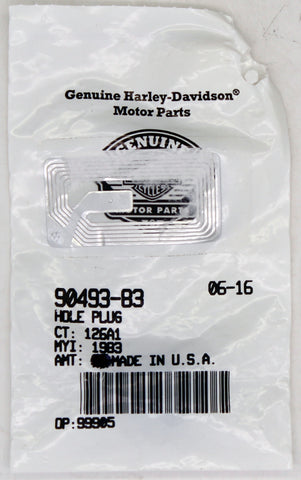 Genuine Harley-Davidson®
Motor Parts
GENUINE
MOTOR PARTS
90493-83 06-16
HOLE PLUG
CT: 126A1
MYI: 1983
AMT: MADE IN U.S.A.
OP:99905